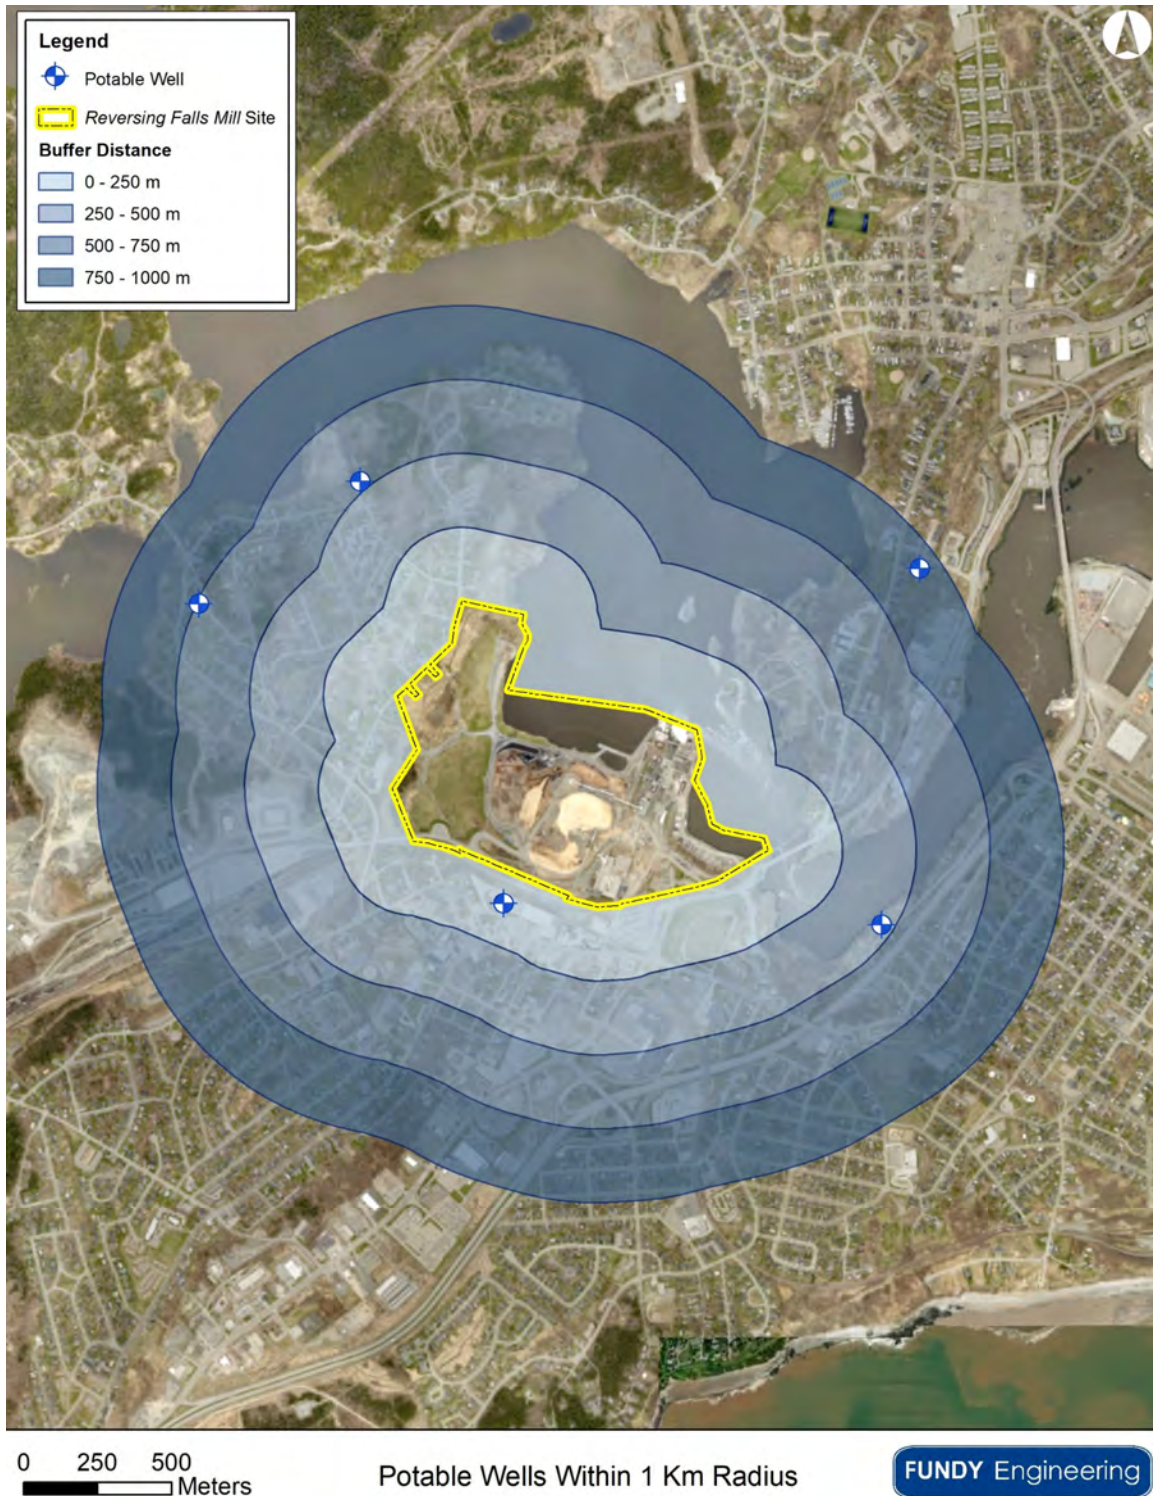 Legend
Potable Well
Reversing Falls Mill Site
Buffer Distance
0 - 250 m
250 - 500 m
500 - 750 m
750 - 1000 m
0 250 500
Meters
Potable Wells Within 1 Km Radius
FUNDY Engineering